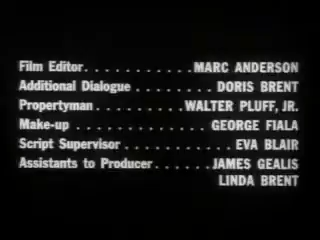 Film Editor...........MARC ANDERSON
Additional Dialogue ........ DORIS BRENT
Propertyman.........WALTER PLUFF, JR.
Make-up ............. GEORGE FIALA
Script Supervisor ........... EVA BLAIR
Assistants to Producer......JAMES GEALIS
LINDA BRENT